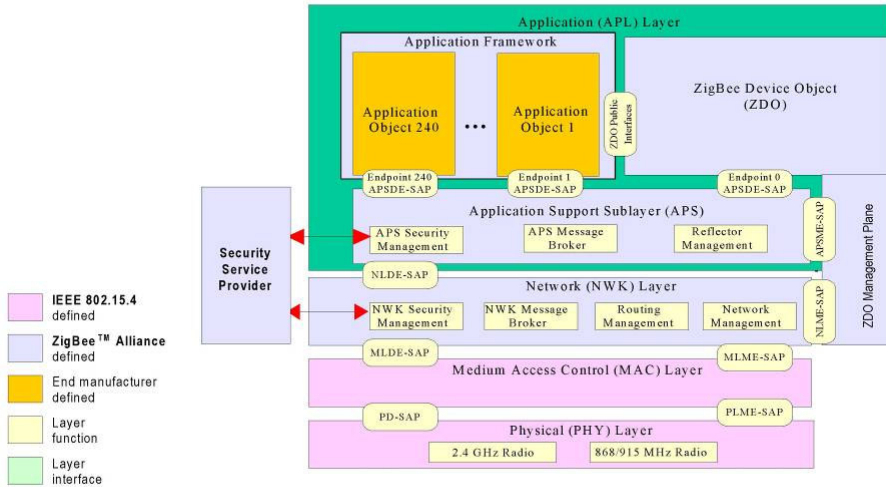 Application (APL) Layer
Application Framework
Application
Object 240
...
Application
Object 1
ZDO Public
Interfaces
ZigBee Device Object
(ZDO)
Endpoint 240
APSDE-SAP
Endpoint 1
APSDE-SAP
Endpoint 0
APSDE-SAP
Application Support Sublayer (APS)
APS Security
Management
APS Message
Broker
Reflector
Management
APSME-SAP
ZDO Management Plane
Security
Service
Provider
NLDE-SAP
Network (NWK) Layer
NWK Security
Management
NWK Message
Broker
Routing
Management
Network
Management
NLME-SAP
MLDE-SAP
MLME-SAP
Medium Access Control (MAC) Layer
PD-SAP
PLME-SAP
Physical (PHY) Layer
2.4 GHz Radio
868/915 MHz Radio
IEEE 802.15.4
defined
ZigBee™ Alliance
defined
End manufacturer
defined
Layer
function
Layer
interface